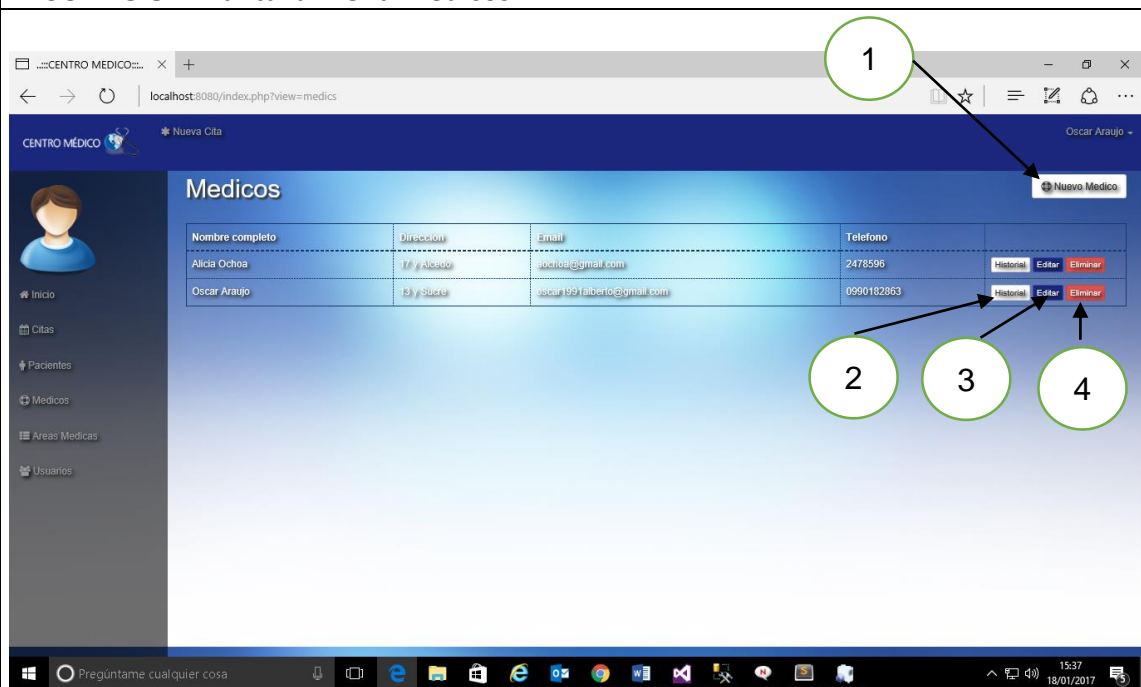 1
..:::CENTRO MEDICO:::..
localhost:8080/index.php?view=medics
CENTRO MÉDICO
Nueva Cita
Oscar Araujo
Medicos
Nuevo Medico
Nombre completo Dirección Email Telefono
Alicia Ochoa 17 y Alcedo aochoa@gmail.com 2478596 Historial Editar Eliminar
Oscar Araujo 13 y Sucre oscar1991alberto@gmail.com 0990182863 Historial Editar Eliminar
Inicio
Citas
Pacientes
Medicos
Areas Medicas
Usuarios
2 3 4
Pregúntame cualquier cosa
15:37
18/01/2017